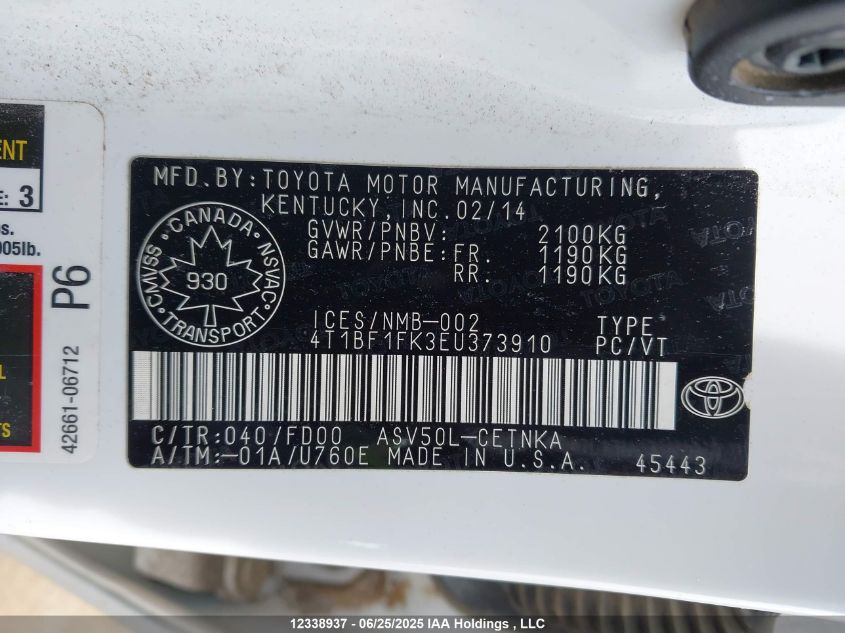 ENT
E: 3
s.
005lb.
L
TS
P6
42661-06712
MFD.BY:TOYOTA MOTOR MANUFACTURING,
KENTUCKY,INC.02/14
GVWR/PNBV: 2100KG
GAWR/PNBE:FR. 1190KG
RR. 1190KG
CANADA
CMVSS
NSVAC
930
TRANSPORT
ICES/NMB-002 TYPE
4T1BF1FK3EU373910 PC/VT
C/TR:040/FD00 ASV50L-CETNKA
A/TM:-01A/U760E MADE IN U.S.A. 45443
12338937 - 06/25/2025 IAA Holdings , LLC